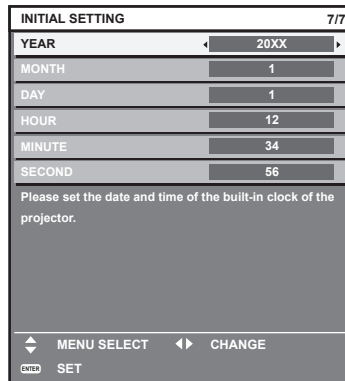 INITIAL SETTING 7/7
YEAR 20XX
MONTH 1
DAY 1
HOUR 12
MINUTE 34
SECOND 56
Please set the date and time of the built-in clock of the
projector.
MENU SELECT CHANGE
ENTER SET